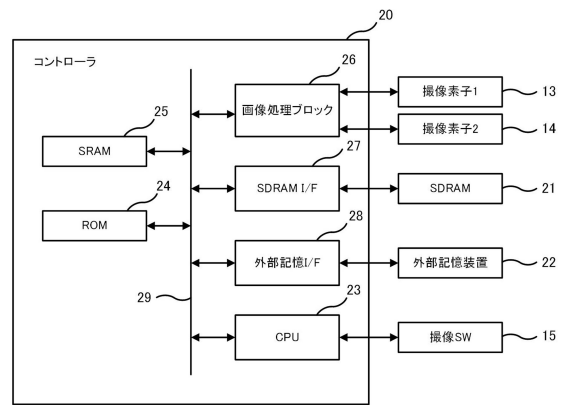 20
コントローラ
26
画像処理ブロック
撮像素子1
13
撮像素子2
14
25
SRAM
27
SDRAM I/F
SDRAM
21
24
ROM
28
外部記憶I/F
外部記憶装置
22
29
23
CPU
撮像SW
15